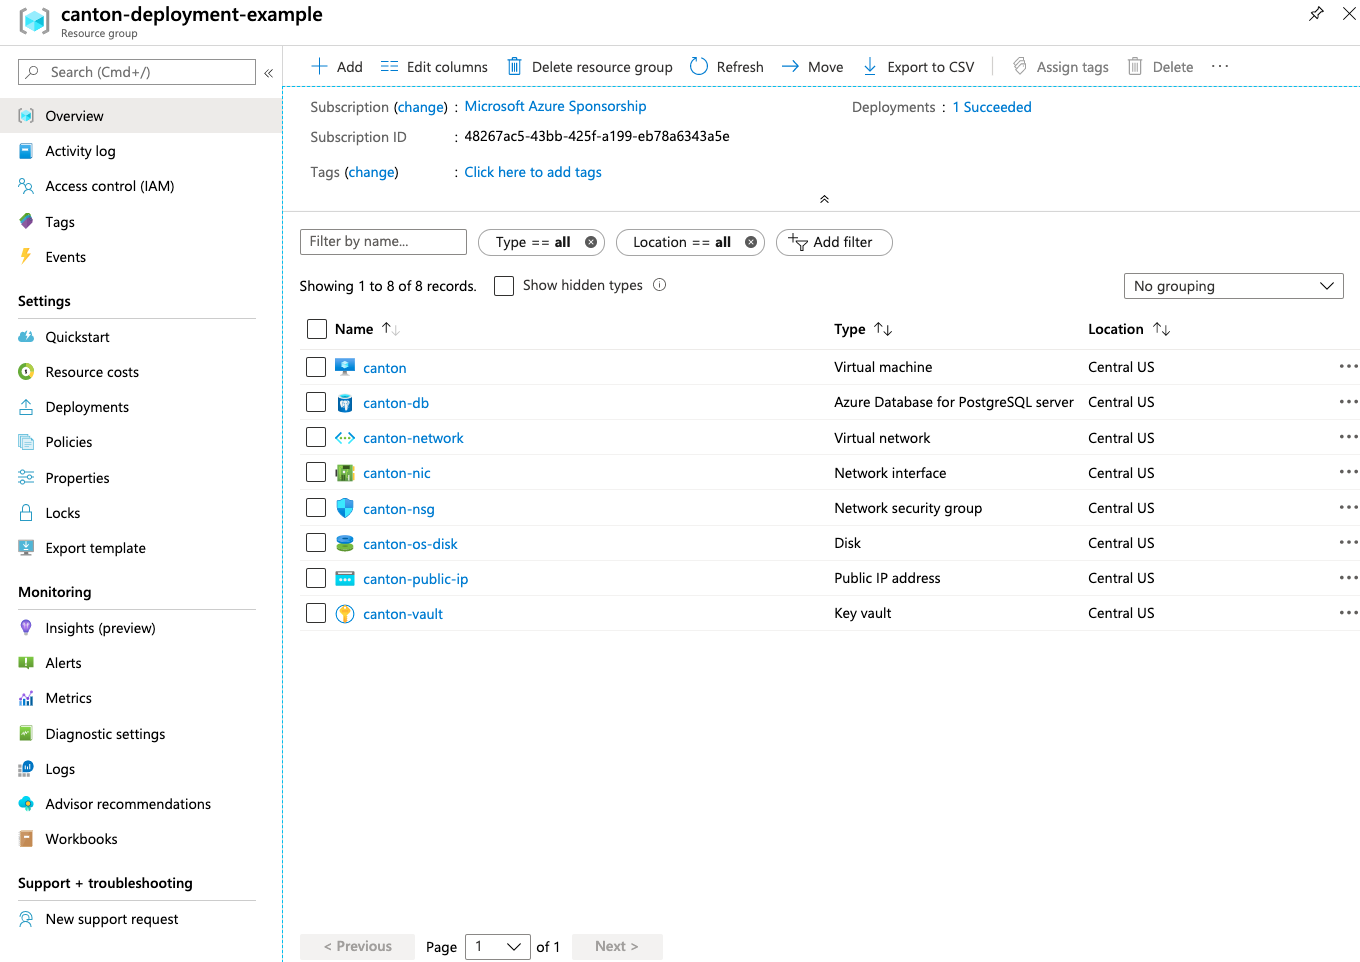 canton-deployment-example
Resource group
Search (Cmd+/)
«
Overview
Activity log
Access control (IAM)
Tags
Events
Settings
Quickstart
Resource costs
Deployments
Policies
Properties
Locks
Export template
Monitoring
Insights (preview)
Alerts
Metrics
Diagnostic settings
Logs
Advisor recommendations
Workbooks
Support + troubleshooting
New support request
Add Edit columns Delete resource group Refresh Move Export to CSV Assign tags Delete ···
Subscription (change) : Microsoft Azure Sponsorship Deployments : 1 Succeeded
Subscription ID : 48267ac5-43bb-425f-a199-eb78a6343a5e
Tags (change) : Click here to add tags
Filter by name... Type == all Location == all Add filter
Showing 1 to 8 of 8 records. Show hidden types No grouping
Name Type Location
canton Virtual machine Central US
canton-db Azure Database for PostgreSQL server Central US
canton-network Virtual network Central US
canton-nic Network interface Central US
canton-nsg Network security group Central US
canton-os-disk Disk Central US
canton-public-ip Public IP address Central US
canton-vault Key vault Central US
< Previous Page 1 of 1 Next >